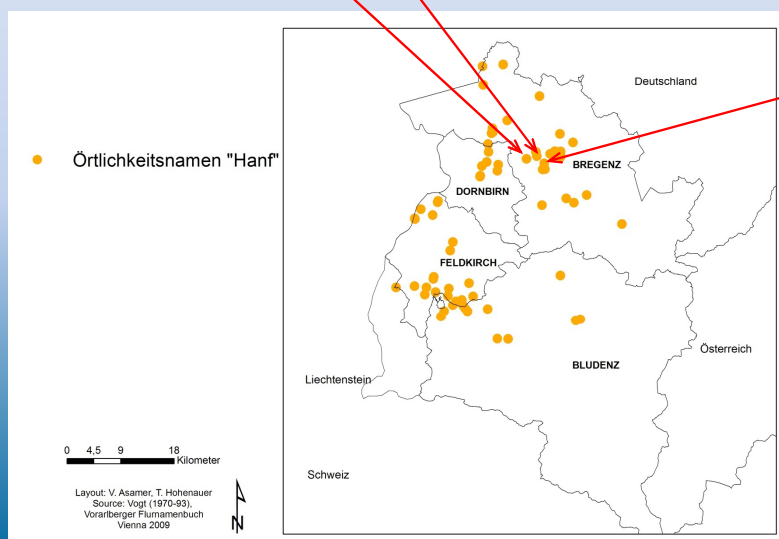 Örtlichkeitsnamen "Hanf"
Deutschland
BREGENZ
DORNBIRN
FELDKIRCH
Österreich
BLUDENZ
Liechtenstein
Schweiz
0 4,5 9 18
Kilometer
Layout: V. Asamer, T. Hohenauer
Source: Vogt (1970-93),
Vorarlberger Flurnamenbuch
Vienna 2009
N